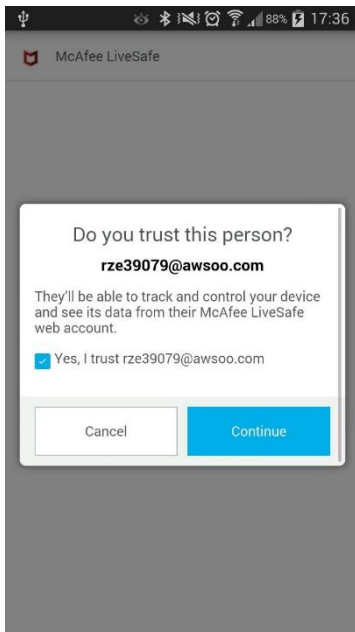 88% 17:36
McAfee LiveSafe
Do you trust this person?
rze39079@awsoo.com
They'll be able to track and control your device
and see its data from their McAfee LiveSafe
web account.
Yes, I trust rze39079@awsoo.com
Cancel Continue